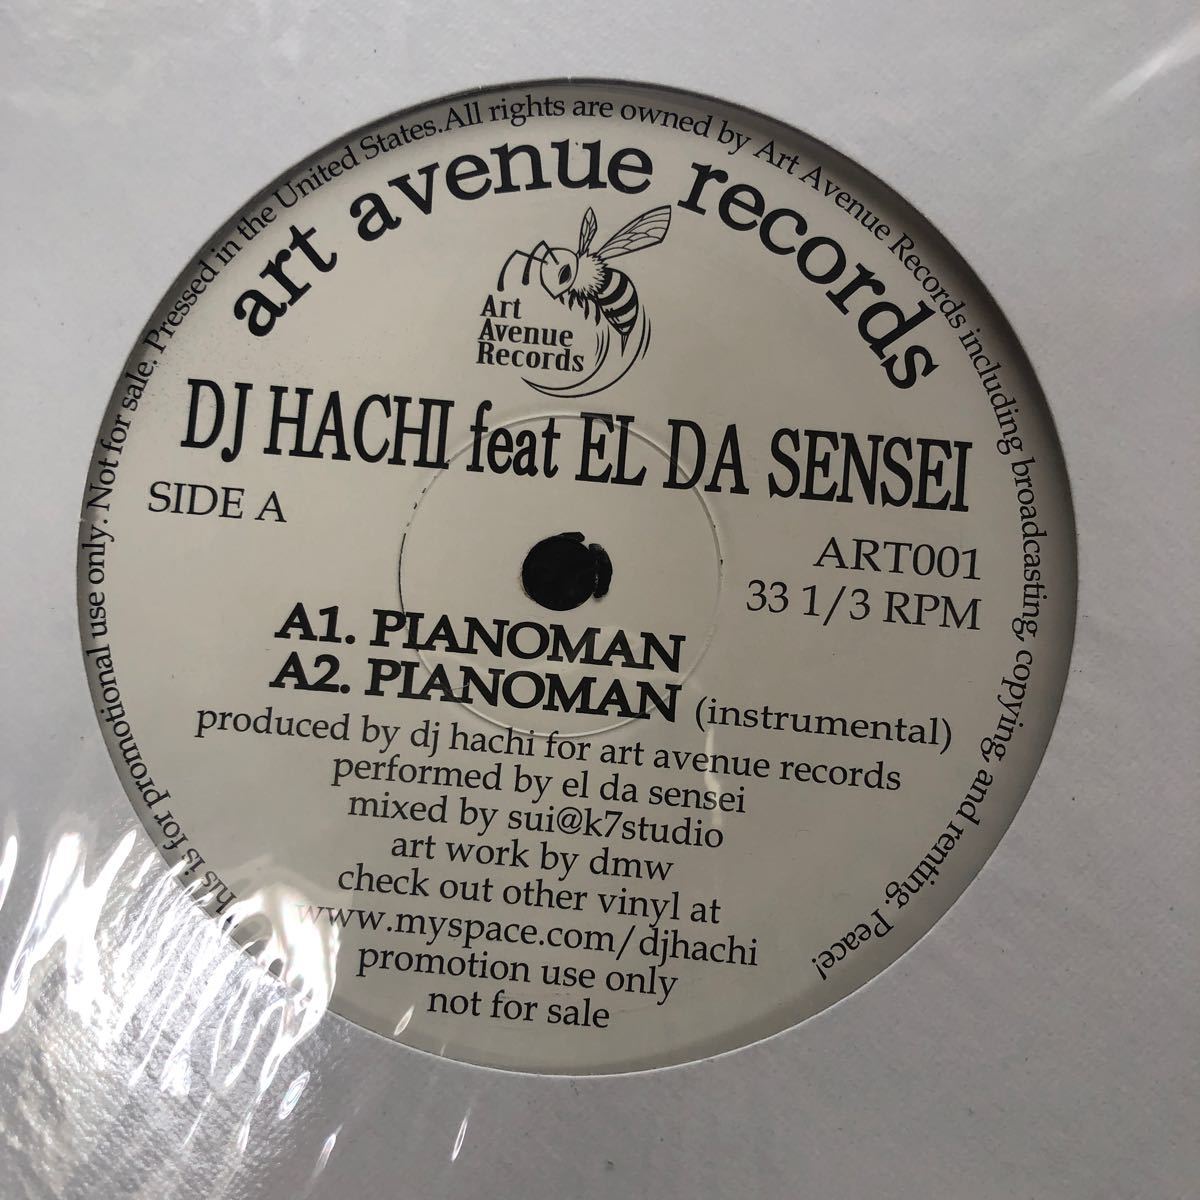 This is for promotional use only. Not for sale. Pressed in the United States.All rights are owned by Art Avenue Records including broadcasting, copying, and renting. Peace!
art avenue records
Art
Avenue
Records
DJ HACHI feat EL DA SENSEI
SIDE A
ART001
33 1/3 RPM
A1. PIANOMAN
A2. PIANOMAN (instrumental)
produced by dj hachi for art avenue records
performed by el da sensei
mixed by sui@k7studio
art work by dmw
check out other vinyl at
www.myspace.com/djhachi
promotion use only
not for sale